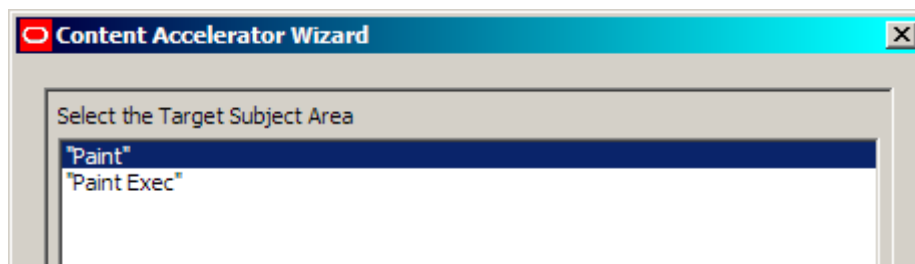 Content Accelerator Wizard
Select the Target Subject Area
"Paint"
"Paint Exec"